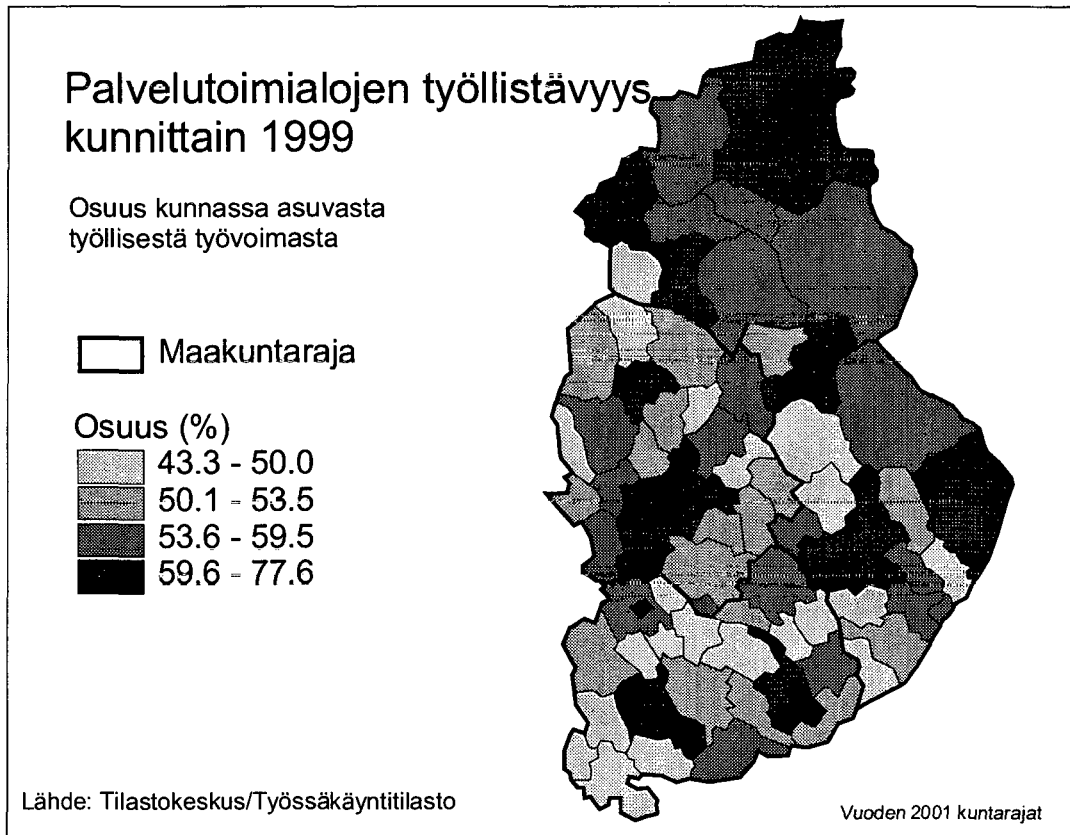 Palvelutoimialojen työllistävyys
kunnittain 1999
Osuus kunnassa asuvasta
työllisestä työvoimasta
Maakuntaraja
Osuus (%)
43.3 - 50.0
50.1 - 53.5
53.6 - 59.5
59.6 - 77.6
Lähde: Tilastokeskus/Työssäkäyntitilasto
Vuoden 2001 kuntarajat